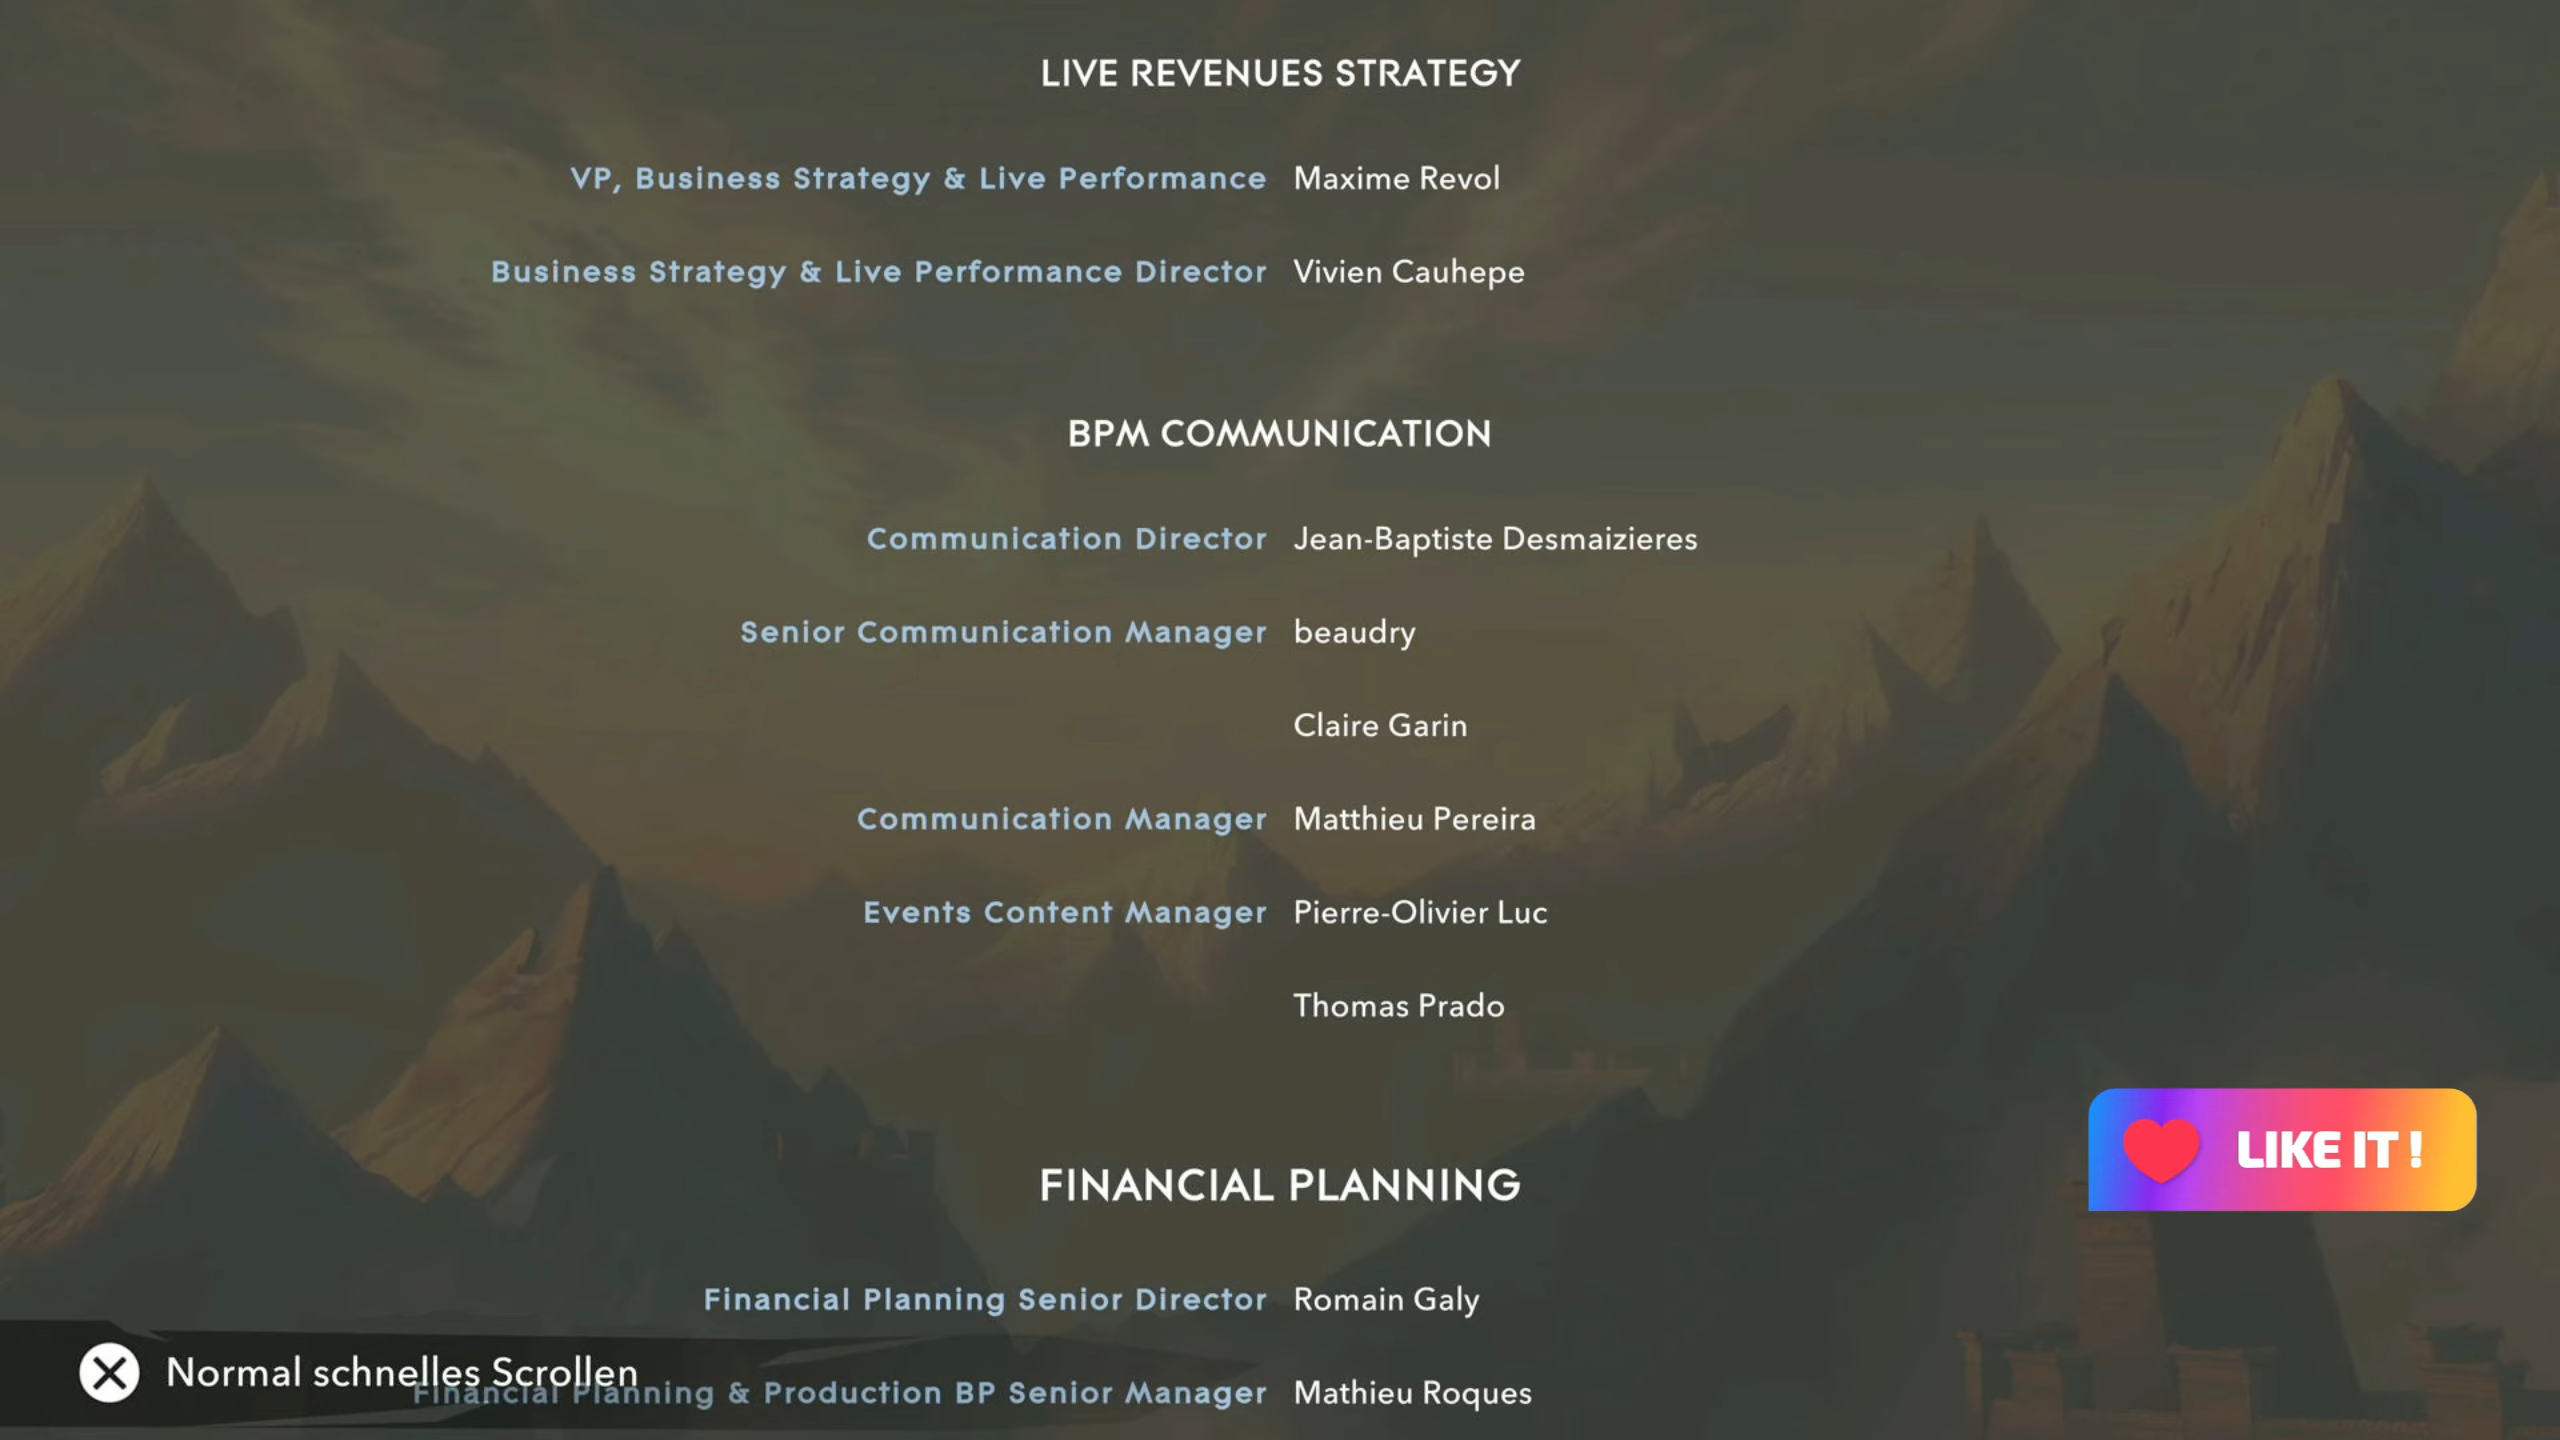 LIVE REVENUES STRATEGY
VP, Business Strategy & Live Performance Maxime Revol
Business Strategy & Live Performance Director Vivien Cauhepe
BPM COMMUNICATION
Communication Director Jean-Baptiste Desmaizieres
Senior Communication Manager beaudry
Claire Garin
Communication Manager Matthieu Pereira
Events Content Manager Pierre-Olivier Luc
Thomas Prado
LIKE IT !
FINANCIAL PLANNING
Financial Planning Senior Director Romain Galy
Normal schnelles Scrollen
Financial Planning & Production BP Senior Manager Mathieu Roques